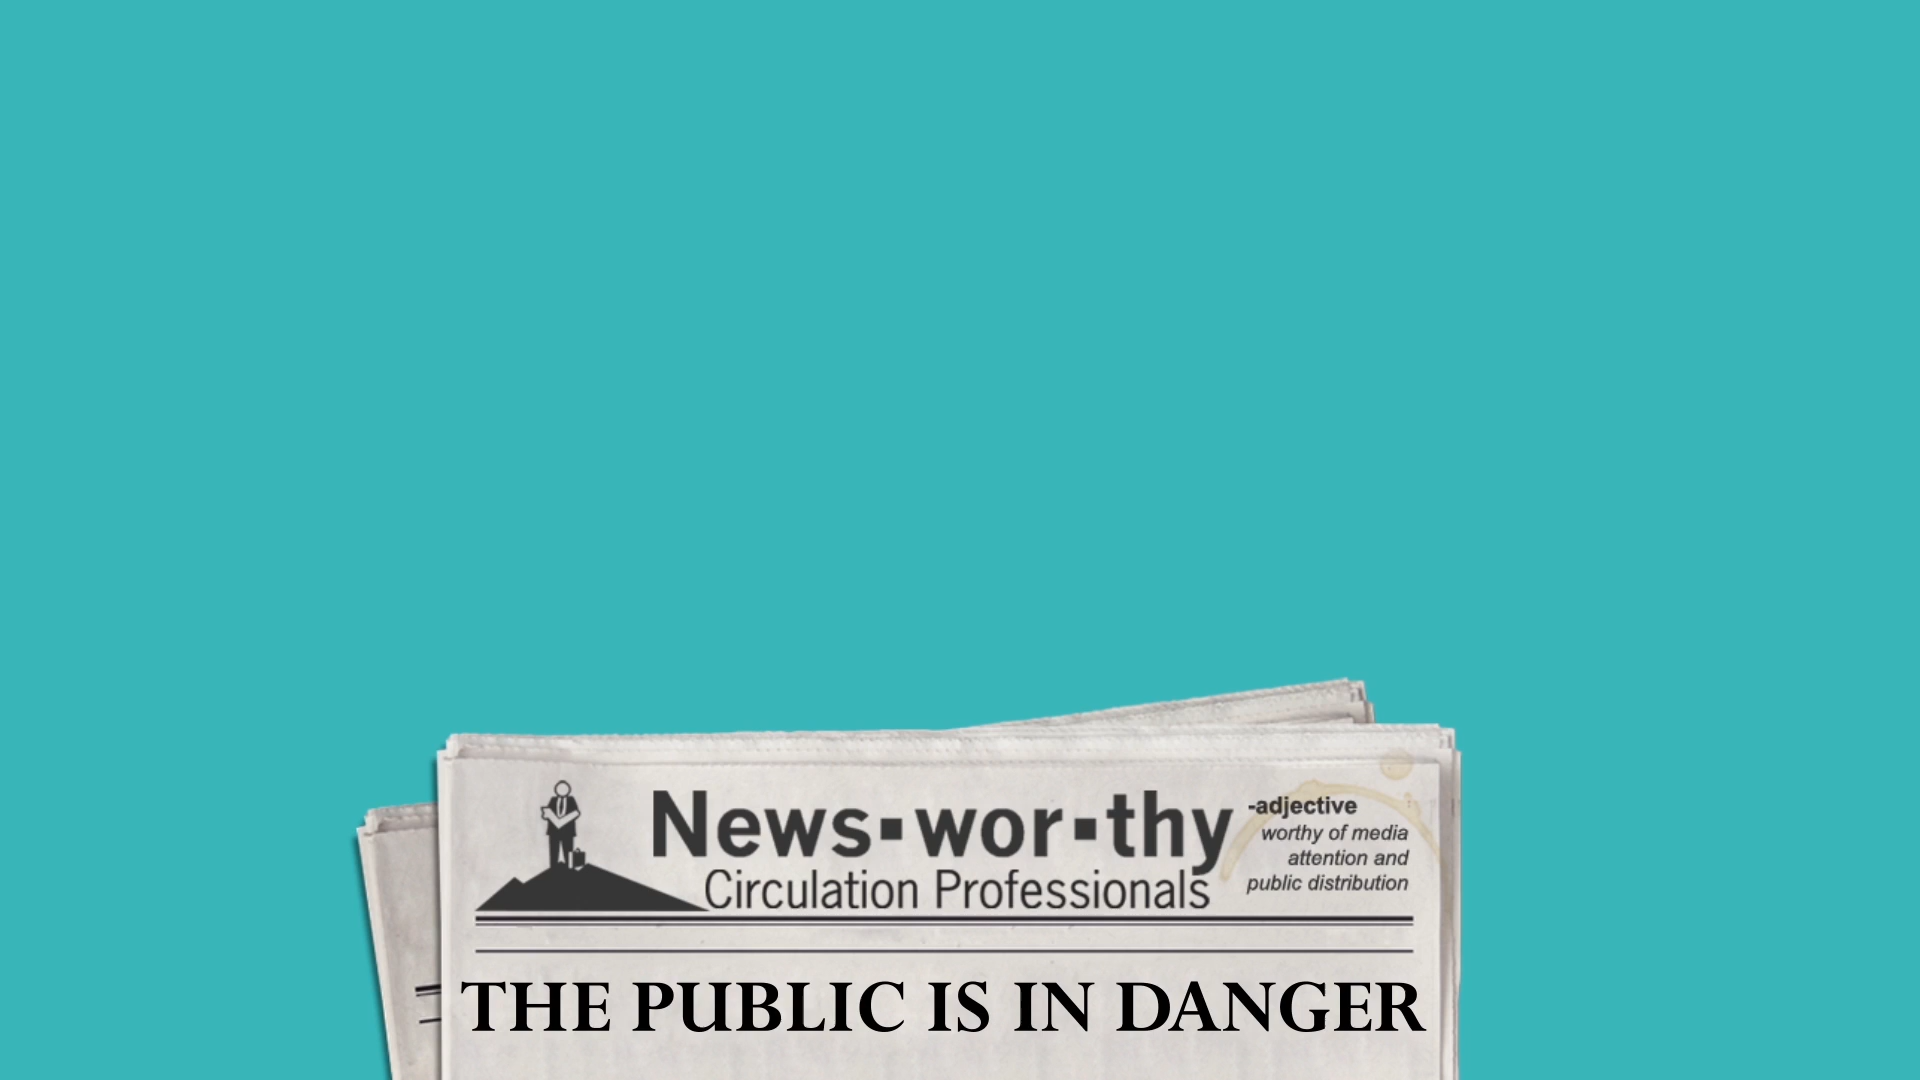 News▪wor▪thy
Circulation Professionals
-adjective
worthy of media
attention and
public distribution
THE PUBLIC IS IN DANGER